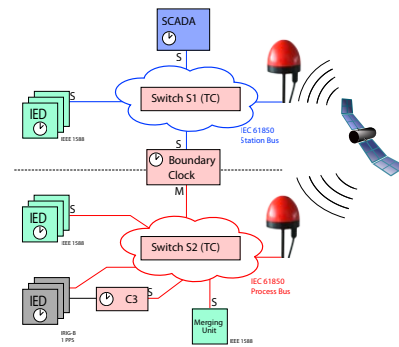 SCADA
S
Switch S1 (TC)
S
IED
IEEE 1588
IEC 61850
Station Bus
S
Boundary
Clock
M
S
IED
IEEE 1588
Switch S2 (TC)
IEC 61850
Process Bus
IED
IRIG-B
1 PPS
C3
S
S
Merging
Unit
IEEE 1588